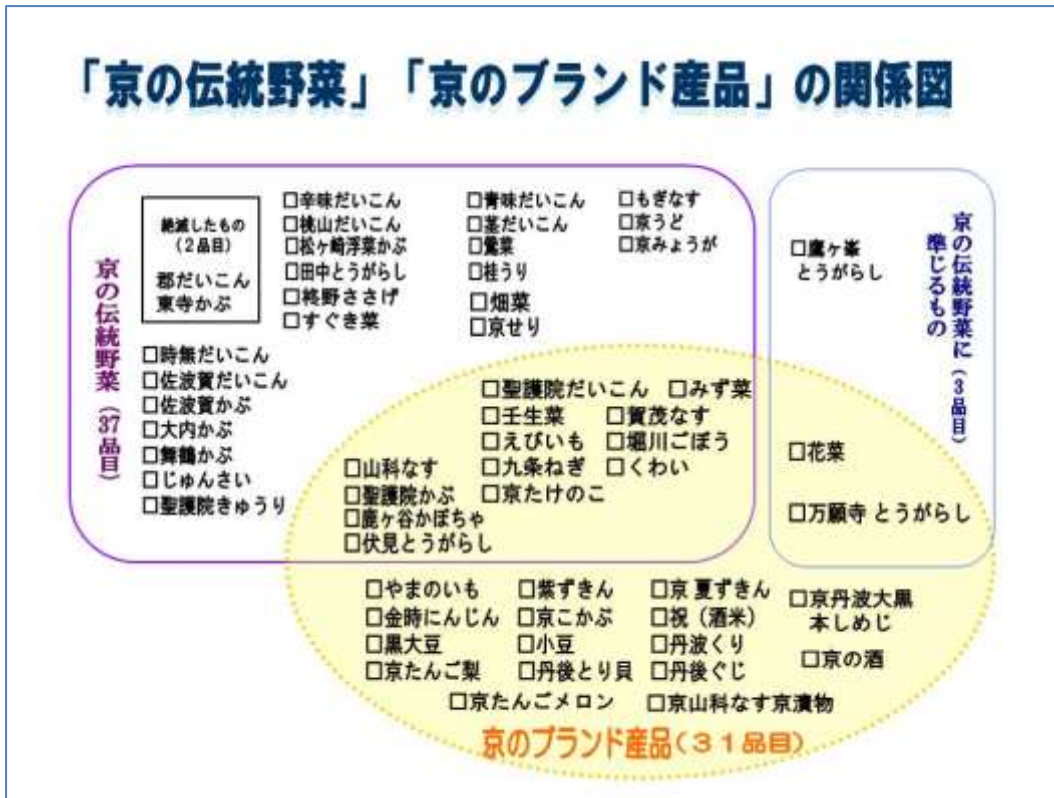 「京の伝統野菜」「京のブランド産品」の関係図
京の伝統野菜（37品目）
絶滅したもの
（2品目）
郡だいこん
東寺かぶ
□辛味だいこん
□桃山だいこん
□松ヶ崎浮菜かぶ
□田中とうがらし
□柊野ささげ
□すぐき菜
□青味だいこん
□茎だいこん
□鶯菜
□桂うり
□畑菜
□京せり
□もぎなす
□京うど
□京みょうが
□時無だいこん
□佐波賀だいこん
□佐波賀かぶ
□大内かぶ
□舞鶴かぶ
□じゅんさい
□聖護院きゅうり
□山科なす
□聖護院かぶ
□鹿ヶ谷かぼちゃ
□伏見とうがらし
□聖護院だいこん □みず菜
□壬生菜 □賀茂なす
□えびいも □堀川ごぼう
□九条ねぎ □くわい
□京たけのこ
京の伝統野菜に
準じるもの（3品目）
□鷹ヶ峯
とうがらし
□花菜
□万願寺 とうがらし
□やまのいも □紫ずきん □京 夏ずきん
□金時にんじん □京こかぶ □祝（酒米）
□黒大豆 □小豆 □丹波くり
□京たんご梨 □丹後とり貝 □丹後ぐじ
□京丹波大黒
本しめじ
□京の酒
□京たんごメロン □京山科なす京漬物
京のブランド産品（３１品目）